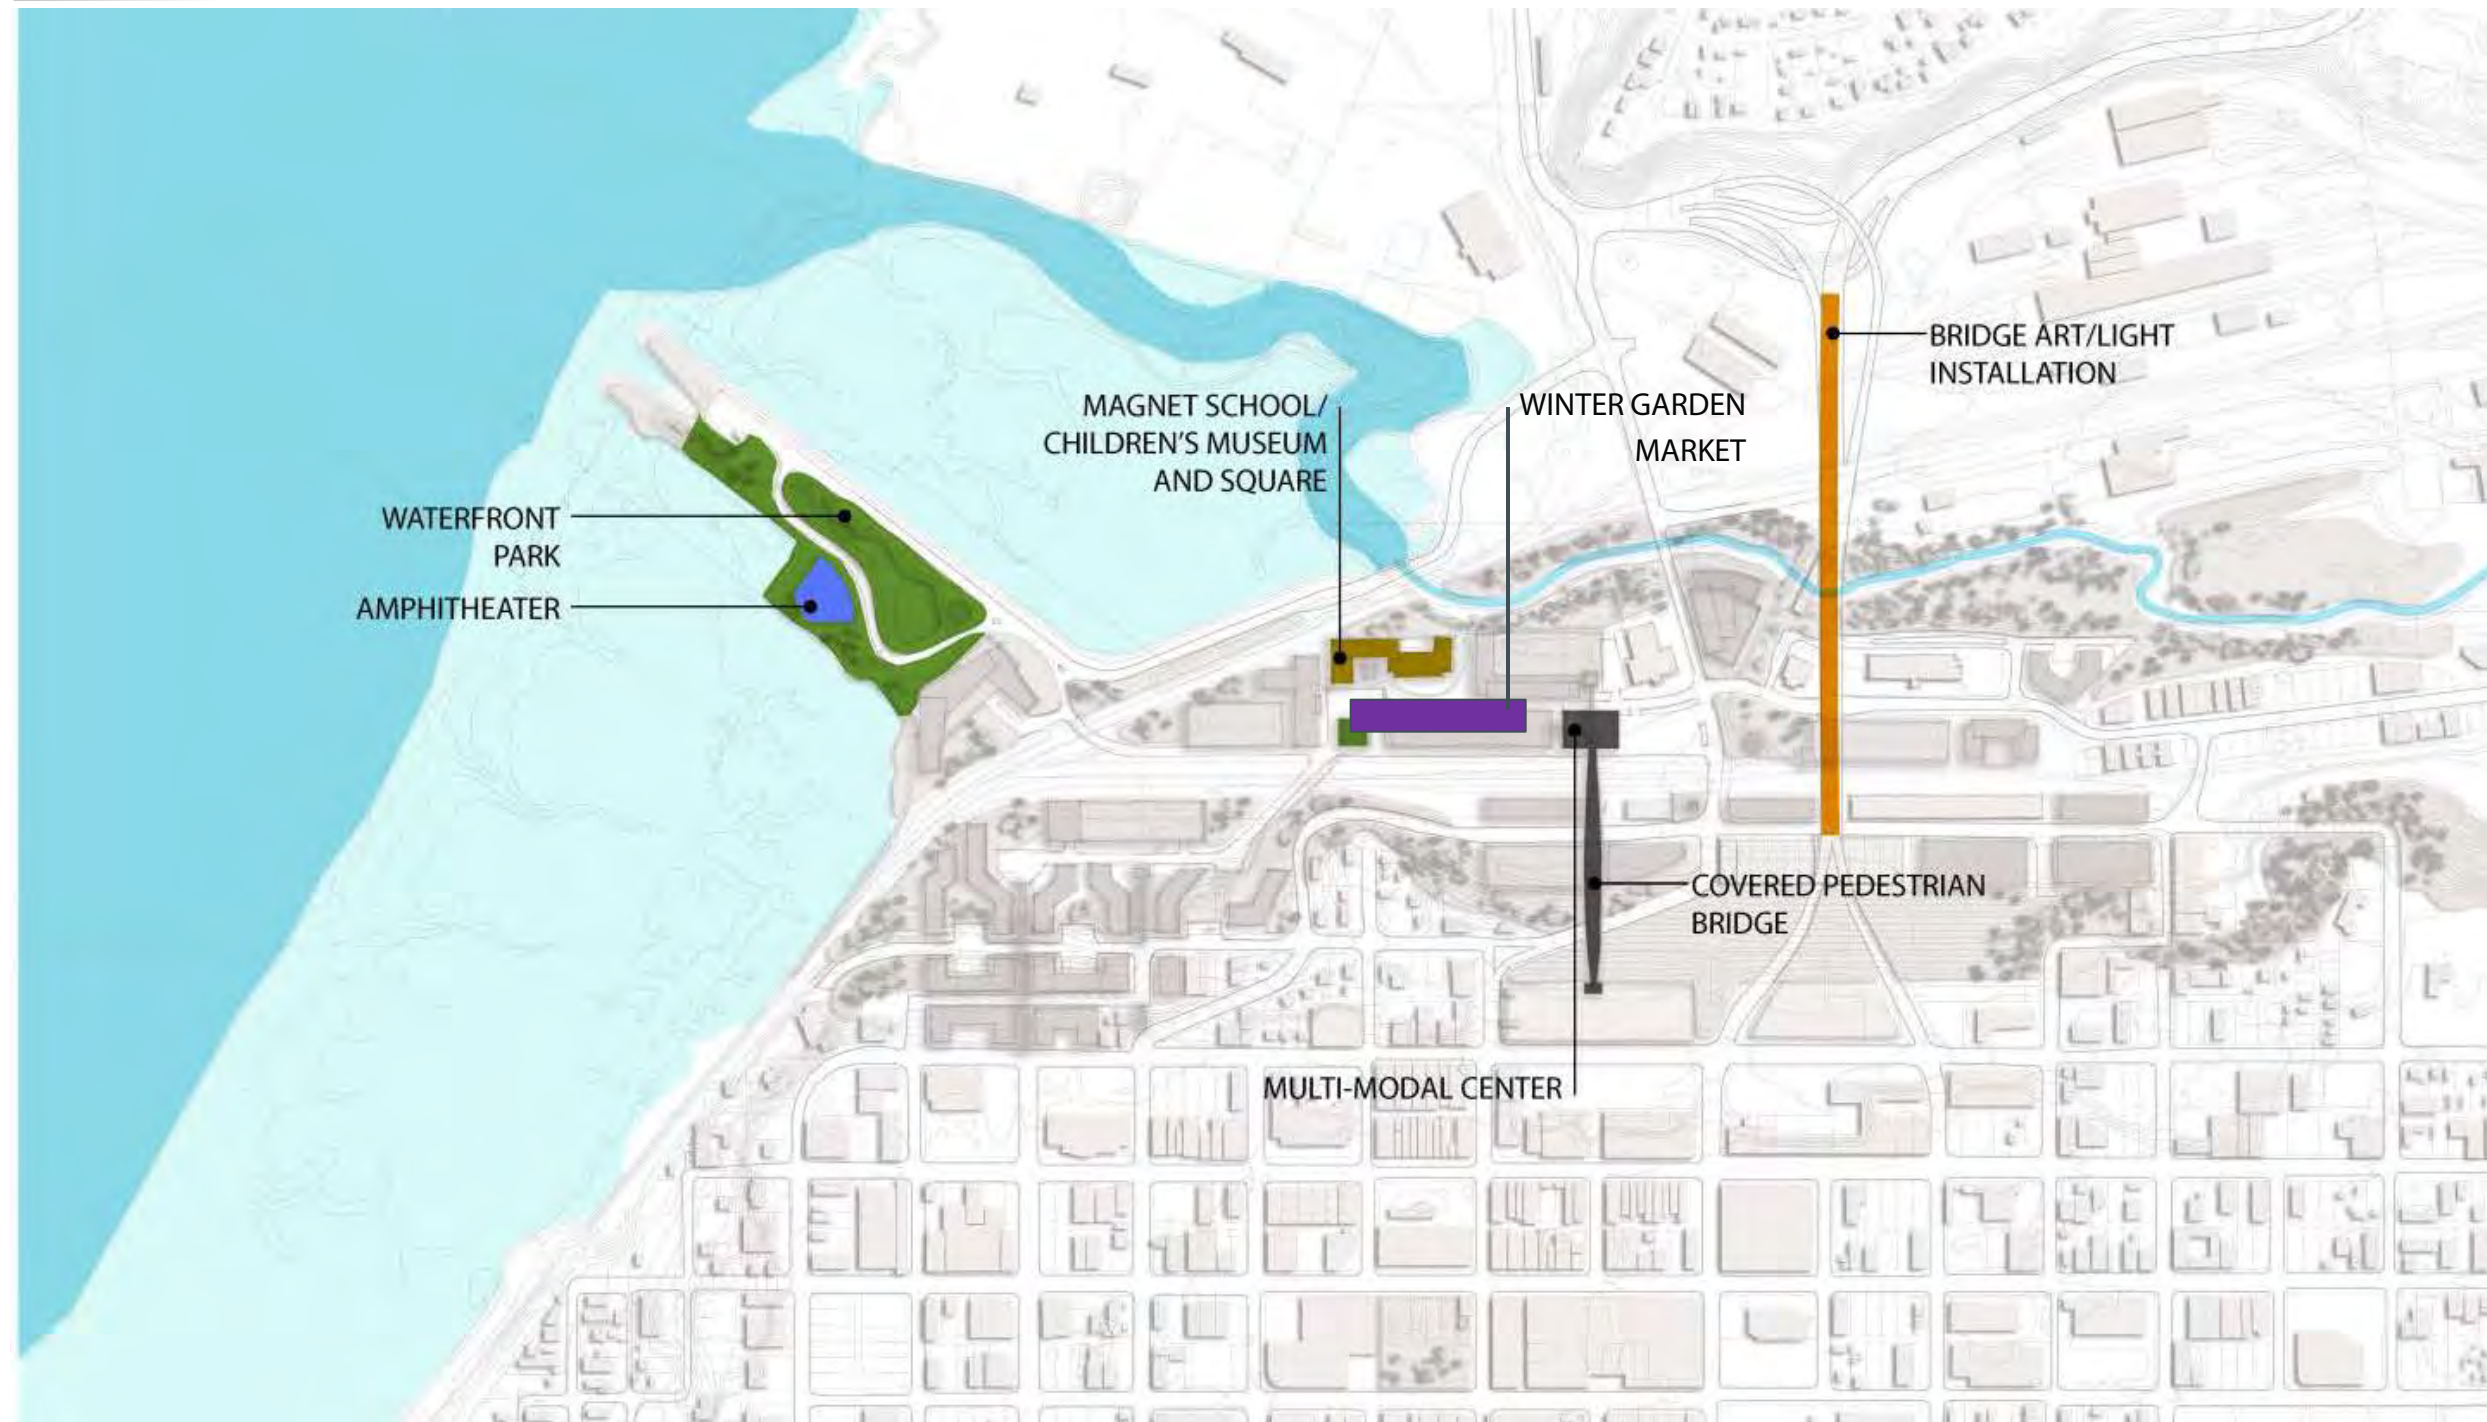 BRIDGE ART/LIGHT
INSTALLATION
MAGNET SCHOOL/
CHILDREN'S MUSEUM
AND SQUARE
WINTER GARDEN
MARKET
WATERFRONT
PARK
AMPHITHEATER
COVERED PEDESTRIAN
BRIDGE
MULTI-MODAL CENTER